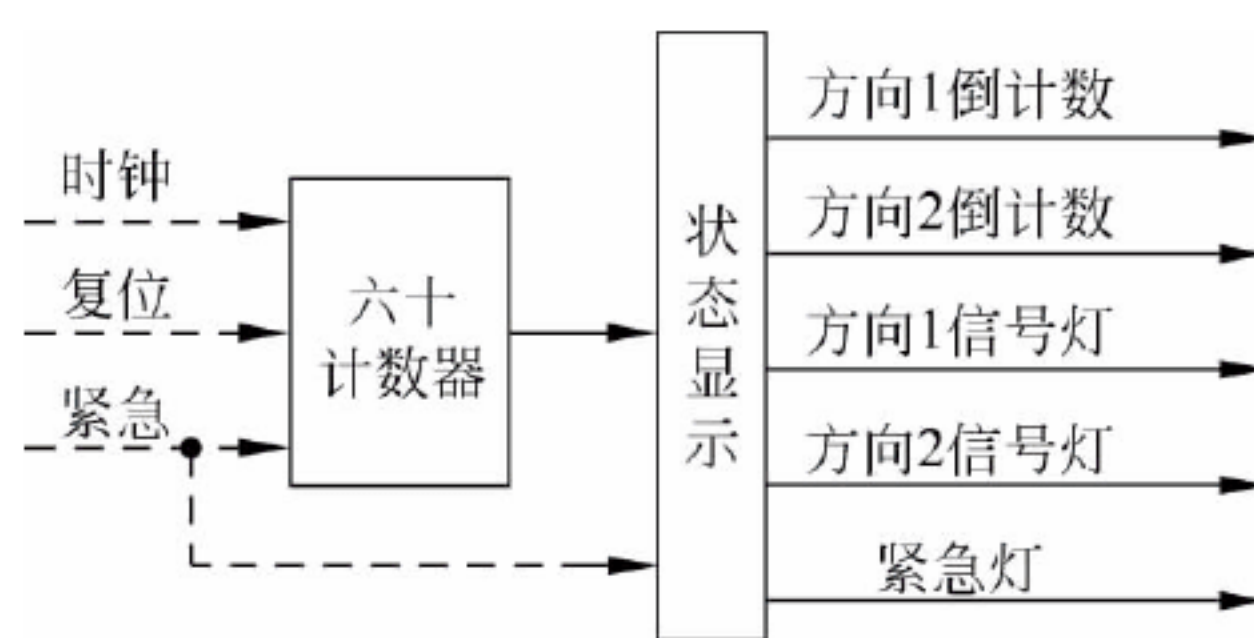 时钟
复位
紧急
六十
计数器
状态显示
方向1倒计数
方向2倒计数
方向1信号灯
方向2信号灯
紧急灯